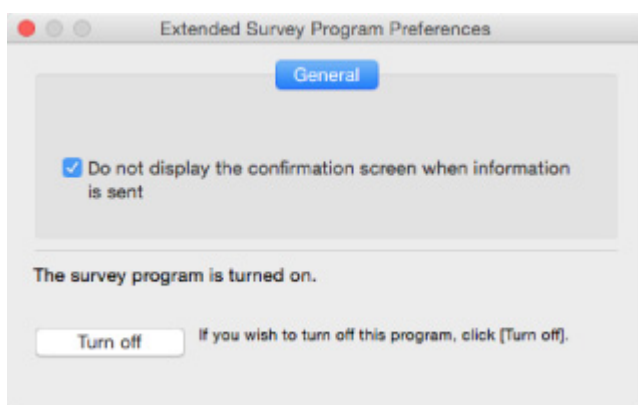 Extended Survey Program Preferences
General
Do not display the confirmation screen when information
is sent
The survey program is turned on.
Turn off
If you wish to turn off this program, click [Turn off].